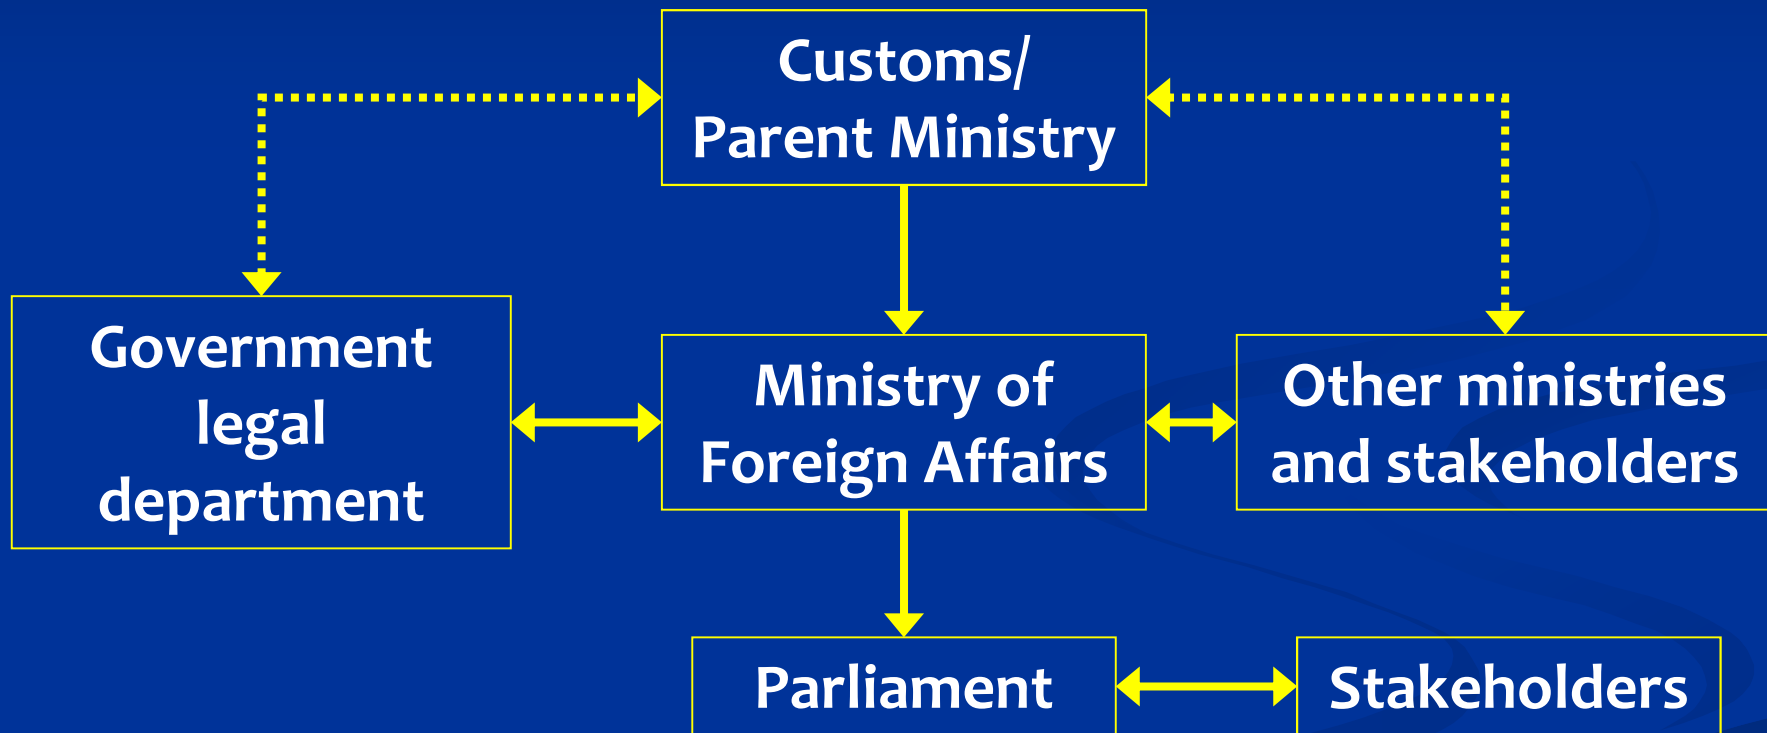 Customs/
Parent Ministry
Government
legal
department
Ministry of
Foreign Affairs
Other ministries
and stakeholders
Parliament
Stakeholders